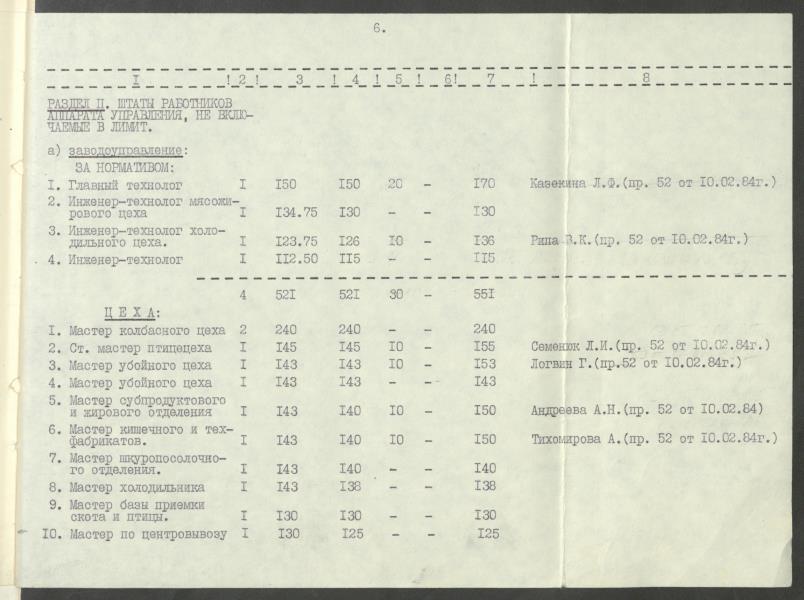 6.
I ! 2 ! 3 ! 4 ! 5 ! 6! 7 ! 8
РАЗДЕЛ П. ШТАТЫ РАБОТНИКОВ
АППАРАТА УПРАВЛЕНИЯ, НЕ ВКЛЮ-
ЧАЕМЫЕ В ЛИМИТ.
а) заводоуправление:
ЗА НОРМАТИВОМ:
I. Главный технолог I I50 I50 20 - I70 Казекина Л.Ф.(пр. 52 от I0.02.84г.)
2. Инженер-технолог мясожи-
рового цеха I I34.75 I30 - - I30
3. Инженер-технолог холо-
дильного цеха. I I23.75 I26 I0 - I36 Рипа В.К.(пр. 52 от I0.02.84г.)
4. Инженер-технолог I II2.50 II5 - - II5
4 52I 52I 30 - 55I
Ц Е Х А:
I. Мастер колбасного цеха 2 240 240 - - 240
2. Ст. мастер птицецеха I I45 I45 I0 - I55 Семенюк Л.И.(пр. 52 от I0.02.84г.)
3. Мастер убойного цеха I I43 I43 I0 - I53 Логвин Г.(пр.52 от I0.02.84г.)
4. Мастер убойного цеха I I43 I43 - - I43
5. Мастер субпродуктового
и жирового отделения I I43 I40 I0 - I50 Андреева А.Н.(пр. 52 от I0.02.84)
6. Мастер кишечного и тех-
фабрикатов. I I43 I40 I0 - I50 Тихомирова А.(пр. 52 от I0.02.84г.)
7. Мастер шкуропосолочно-
го отделения. I I43 I40 - - I40
8. Мастер холодильника I I43 I38 - - I38
9. Мастер базы приемки
скота и птицы. I I30 I30 - - I30
I0. Мастер по центровывозу I I30 I25 - - I25